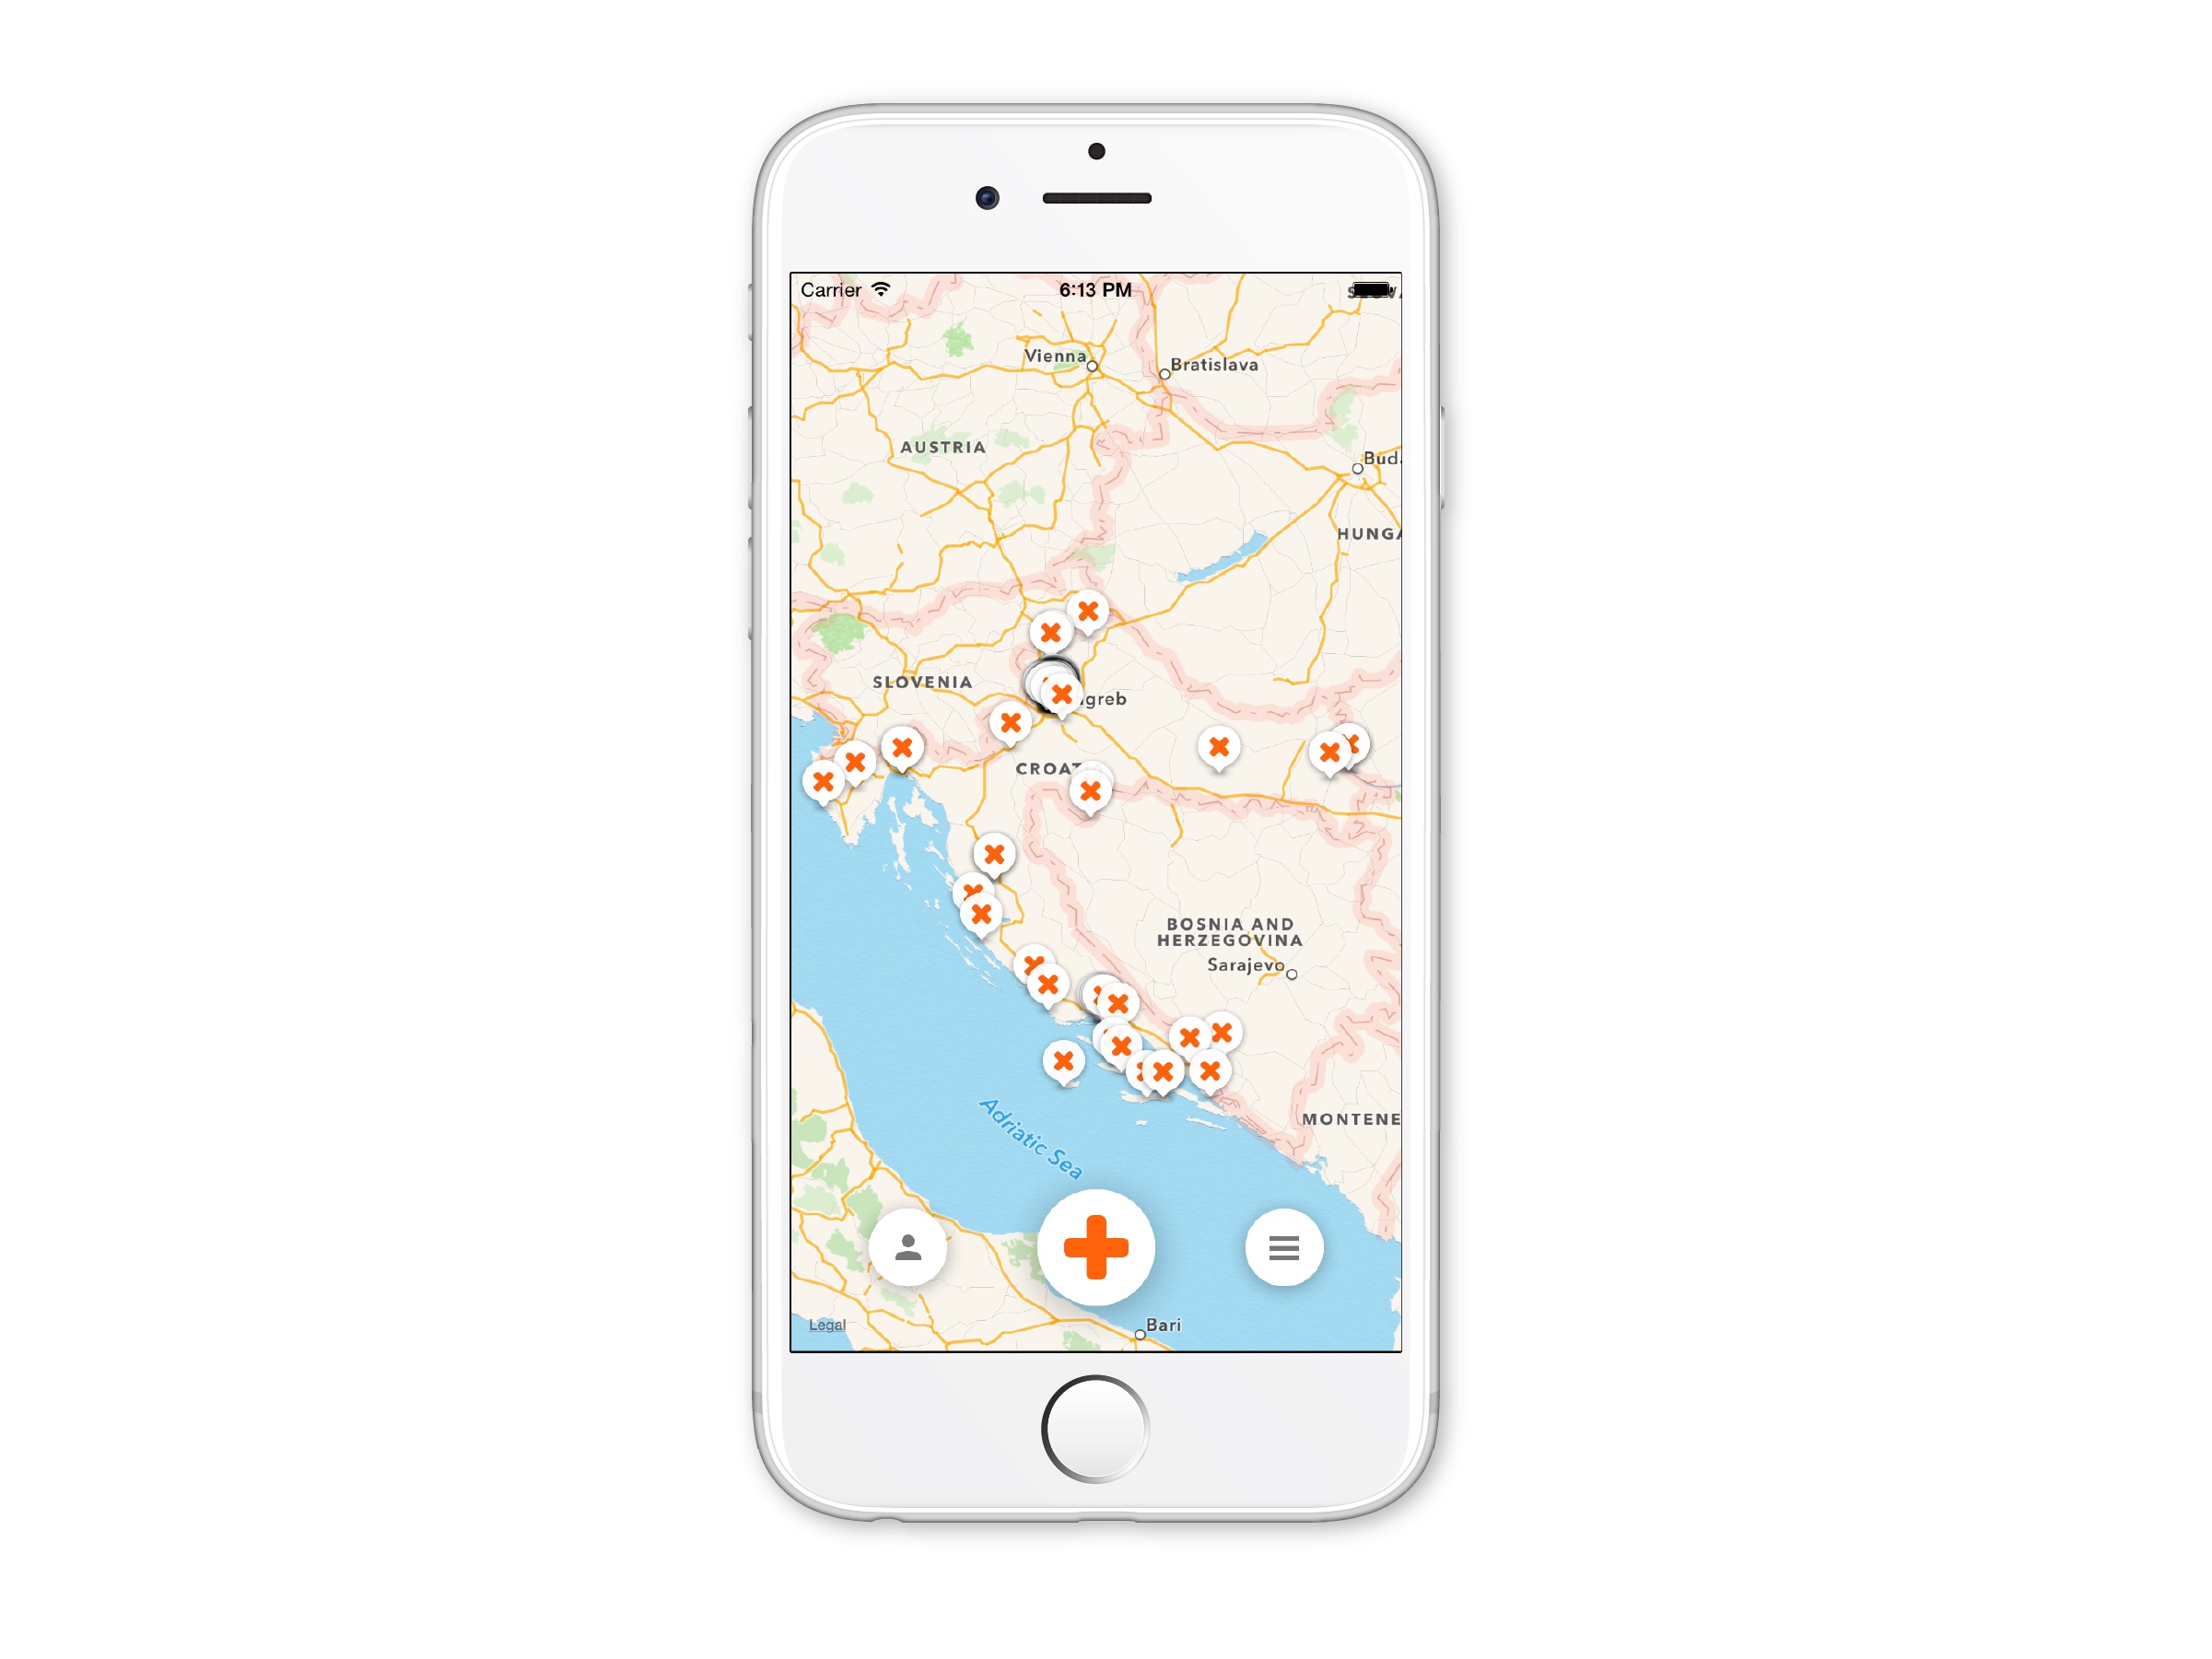 Carrier
6:13 PM
Vienna
Bratislava
AUSTRIA
Bud
HUNGA
SLOVENIA
greb
CROAT
BOSNIA AND
HERZEGOVINA
Sarajevo
MONTENE
Adriatic Sea
Bari
Legal